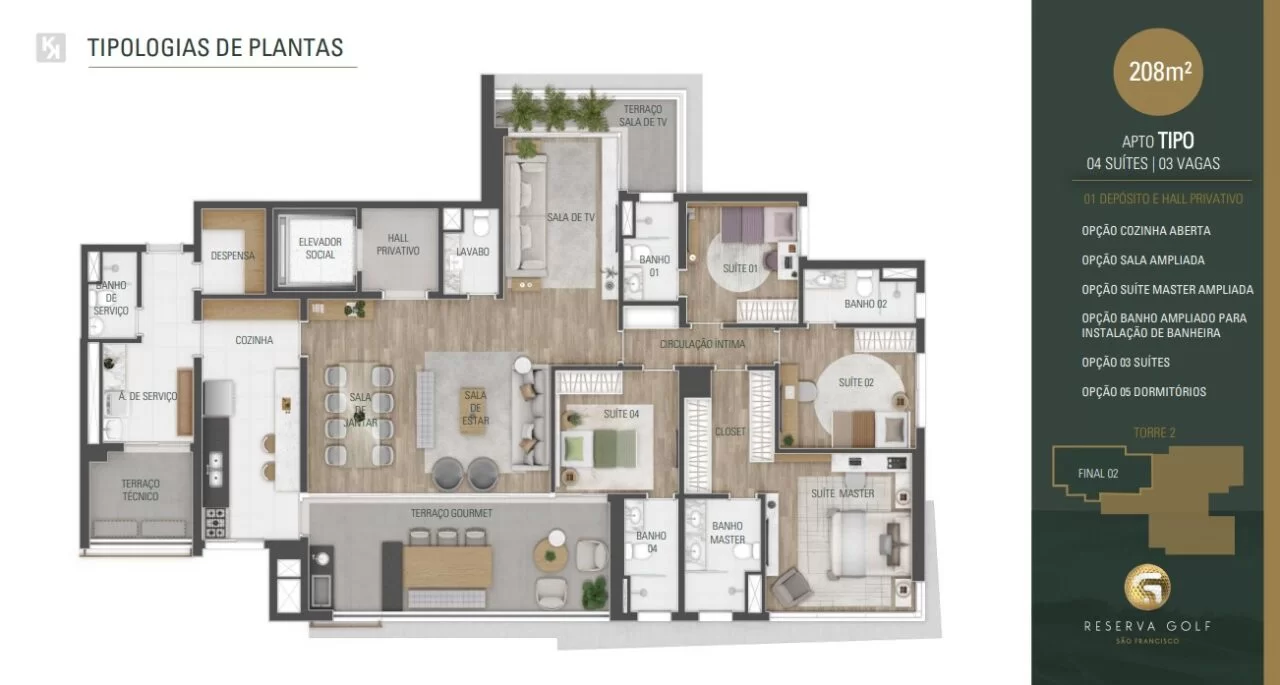 TIPOLOGIAS DE PLANTAS
TERRAÇO
SALA DE TV
SALA DE TV
DESPENSA
ELEVADOR
SOCIAL
HALL
PRIVATIVO
LAVABO
BANHO
01
SUÍTE 01
BANHO 02
BANHO
DE
SERVIÇO
COZINHA
CIRCULAÇÃO ÍNTIMA
SUÍTE 02
Á. DE SERVIÇO
SALA
DE
JANTAR
SALA
DE
ESTAR
SUÍTE 04
CLOSET
TERRAÇO
TÉCNICO
SUÍTE MASTER
TERRAÇO GOURMET
BANHO
04
BANHO
MASTER
208m²
APTO TIPO
04 SUÍTES | 03 VAGAS
01 DEPÓSITO E HALL PRIVATIVO
OPÇÃO COZINHA ABERTA
OPÇÃO SALA AMPLIADA
OPÇÃO SUÍTE MASTER AMPLIADA
OPÇÃO BANHO AMPLIADO PARA
INSTALAÇÃO DE BANHEIRA
OPÇÃO 03 SUÍTES
OPÇÃO 05 DORMITÓRIOS
TORRE 2
FINAL 02
RESERVA GOLF
SÃO FRANCISCO